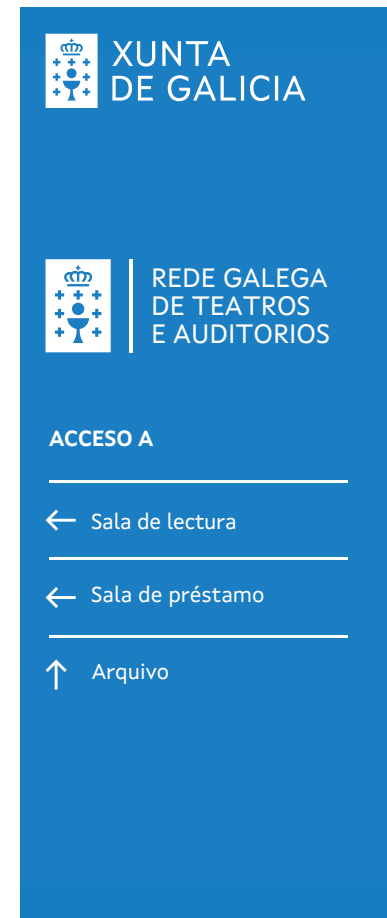 XUNTA
DE GALICIA
REDE GALEGA
DE TEATROS
E AUDITORIOS
ACCESO A
← Sala de lectura
← Sala de préstamo
↑ Arquivo